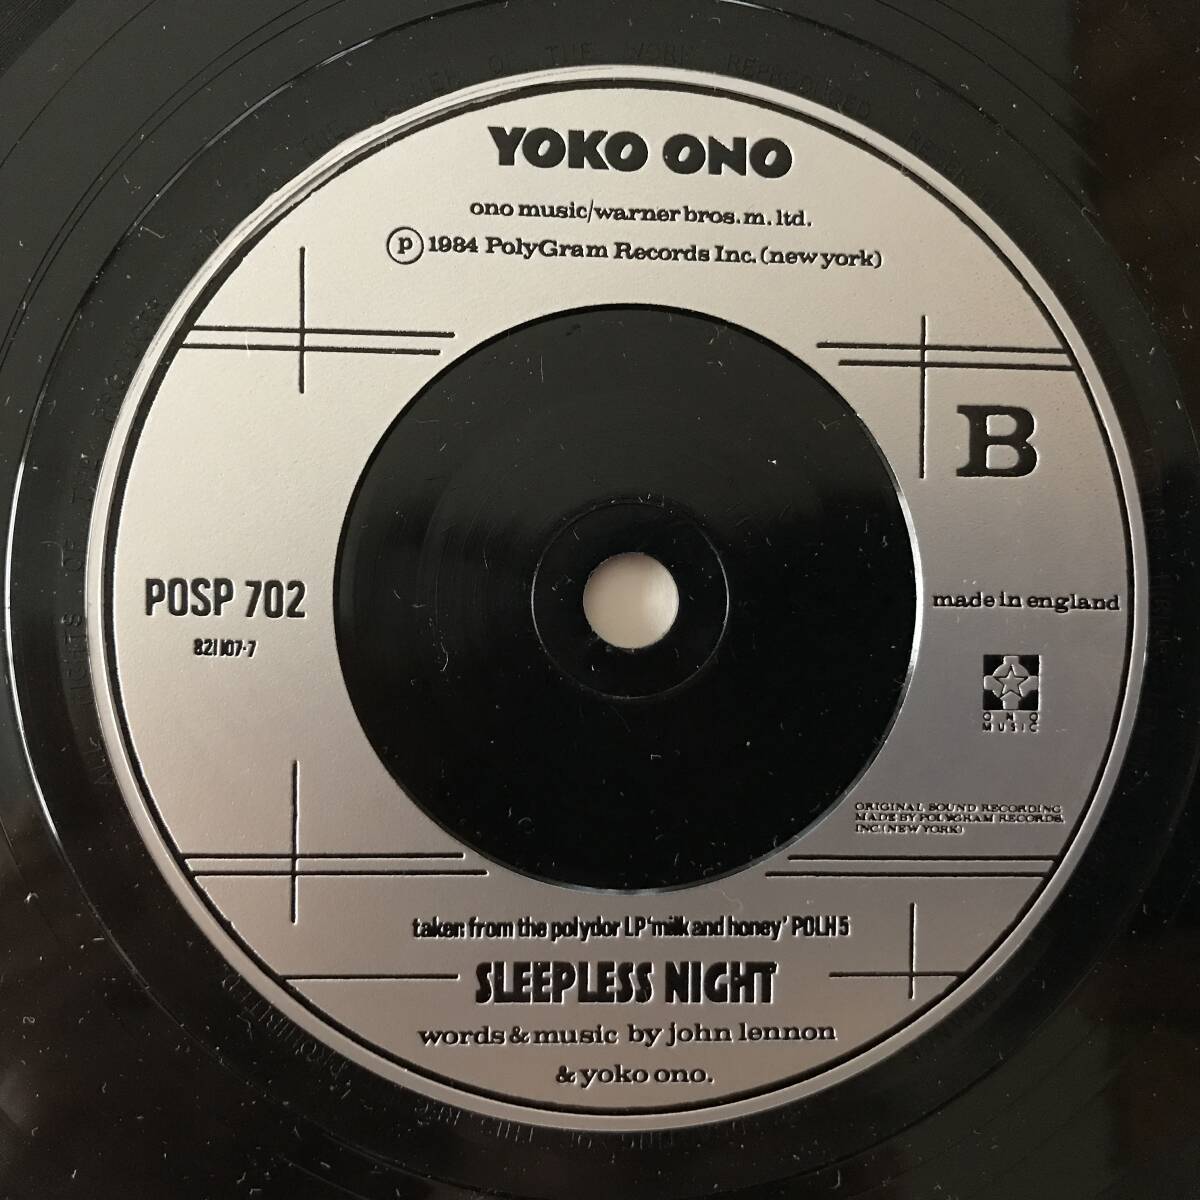 YOKO ONO
ono music/warner bros. m. ltd.
℗ 1984 PolyGram Records Inc. (new york)
B
POSP 702
821 107-7
made in england
ONO
MUSIC
ORIGINAL SOUND RECORDING
MADE BY POLYGRAM RECORDS,
INC (NEW YORK)
taken from the polydor LP 'milk and honey' POLH 5
SLEEPLESS NIGHT
words & music by john lennon
& yoko ono.